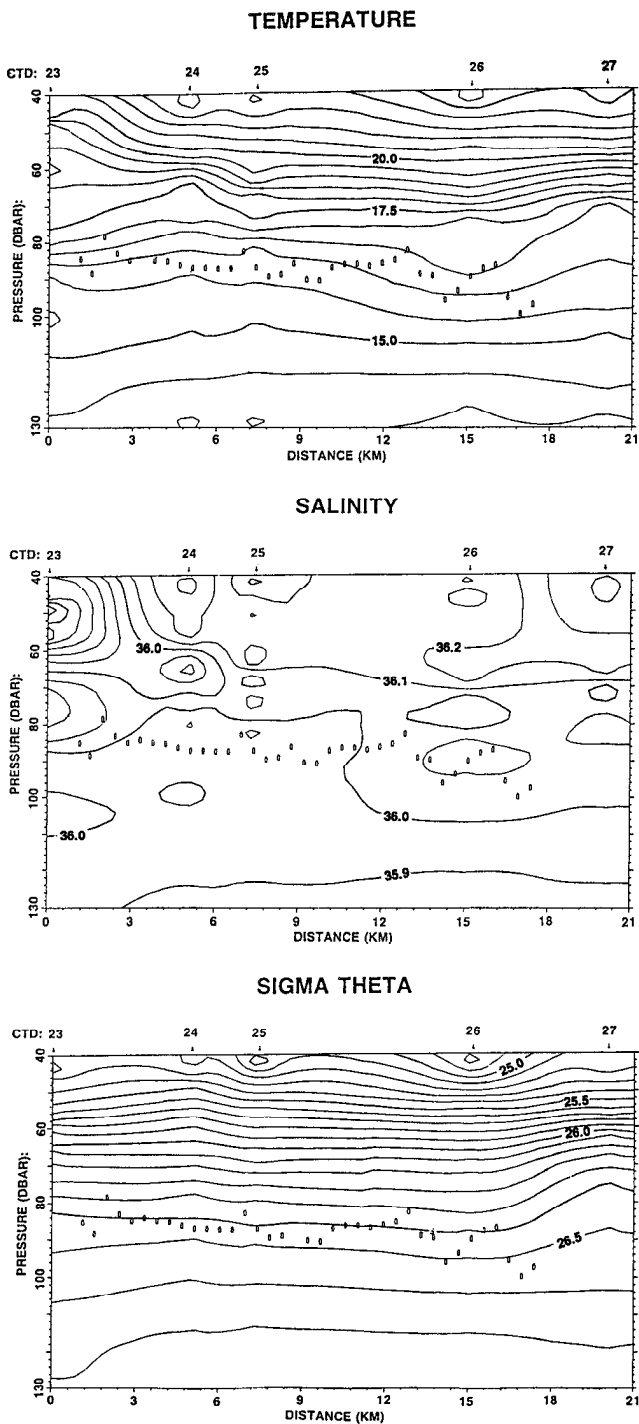 TEMPERATURE
CTD: 23 24 25 26 27
40
60
80
100
130
PRESSURE (DBAR):
20.0
17.5
15.0
0 3 6 9 12 15 18 21
DISTANCE (KM)
SALINITY
CTD: 23 24 25 26 27
40
60
80
100
130
PRESSURE (DBAR):
36.0
36.2
36.1
36.0
36.0
35.9
0 3 6 9 12 15 18 21
DISTANCE (KM)
SIGMA THETA
CTD: 23 24 25 26 27
40
60
80
100
130
PRESSURE (DBAR):
25.0
25.5
26.0
26.5
0 3 6 9 12 15 18 21
DISTANCE (KM)